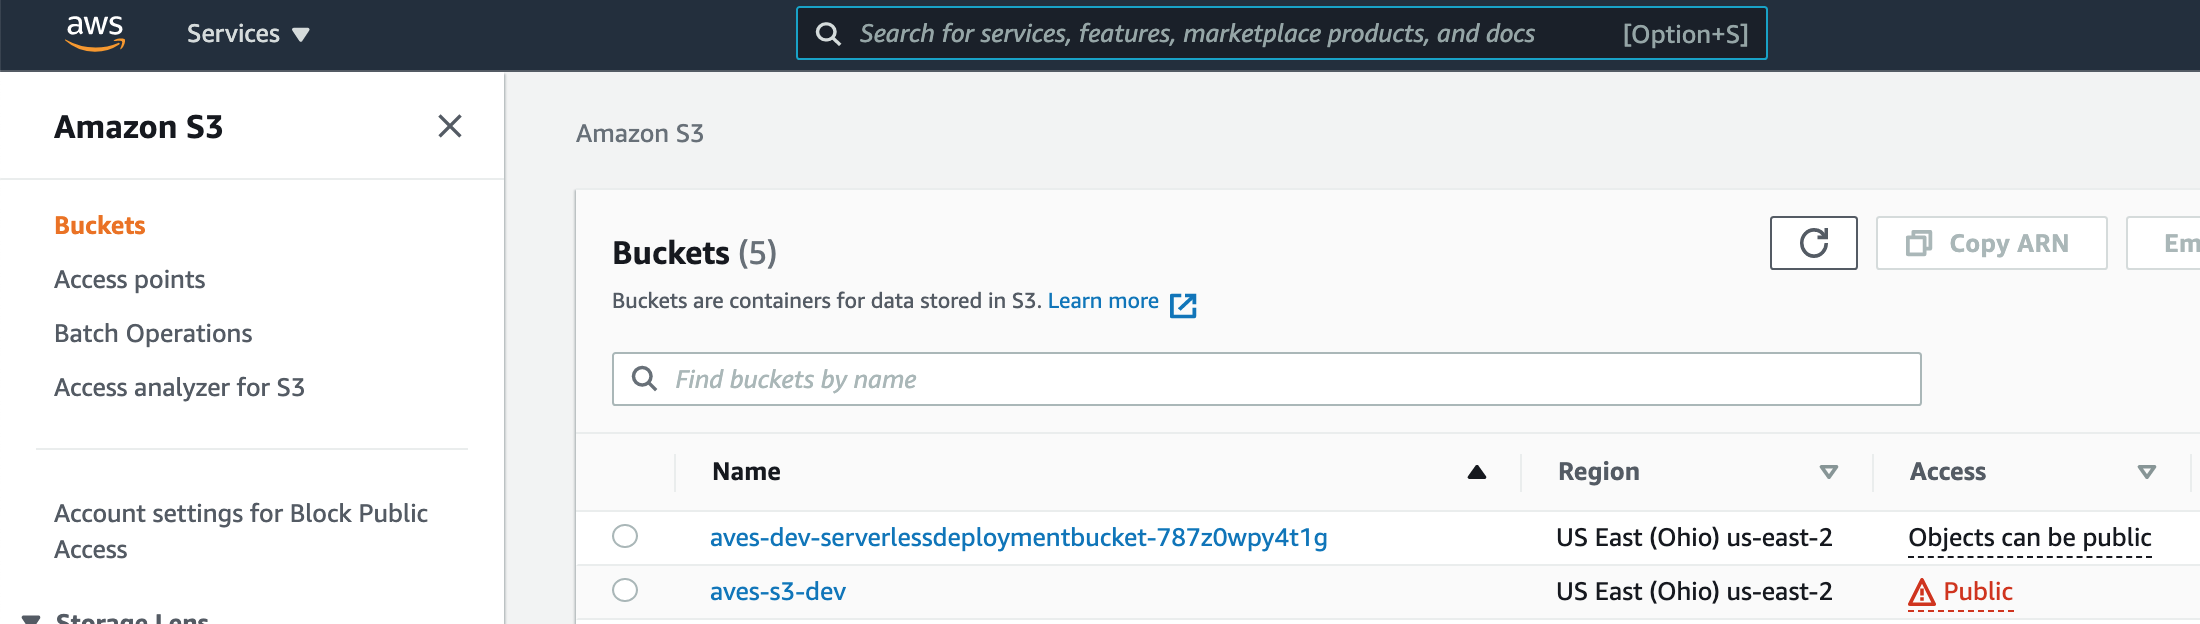 aws
Services
Search for services, features, marketplace products, and docs
[Option+S]
Amazon S3
Buckets
Access points
Batch Operations
Access analyzer for S3
Account settings for Block Public
Access
Storage Lens
Amazon S3
Buckets (5)
Buckets are containers for data stored in S3. Learn more
Copy ARN
Em
Find buckets by name
Name Region Access
aves-dev-serverlessdeploymentbucket-787z0wpy4t1g US East (Ohio) us-east-2 Objects can be public
aves-s3-dev US East (Ohio) us-east-2 Public